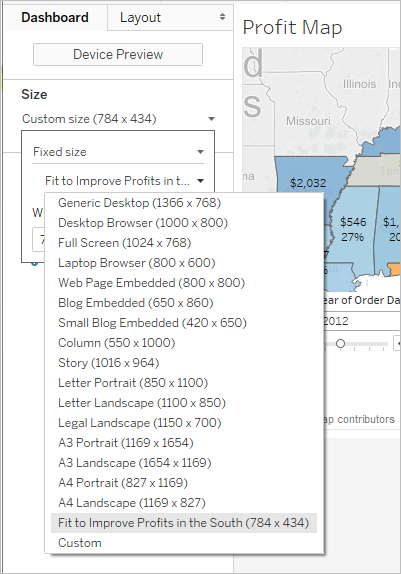 Dashboard
Layout
Profit Map
Device Preview
Size
Custom size (784 x 434)
Fixed size
Fit to Improve Profits in t...
Generic Desktop (1366 x 768)
Desktop Browser (1000 x 800)
Full Screen (1024 x 768)
Laptop Browser (800 x 600)
Web Page Embedded (800 x 800)
Blog Embedded (650 x 860)
Small Blog Embedded (420 x 650)
Column (550 x 1000)
Story (1016 x 964)
Letter Portrait (850 x 1100)
Letter Landscape (1100 x 850)
Legal Landscape (1150 x 700)
A3 Portrait (1169 x 1654)
A3 Landscape (1654 x 1169)
A4 Portrait (827 x 1169)
A4 Landscape (1169 x 827)
Fit to Improve Profits in the South (784 x 434)
Custom
W
7
d
s
Illinois
Ind
Missouri
$2,032
$546
27%
$1,
20
ear of Order Da
2012
ap contributors